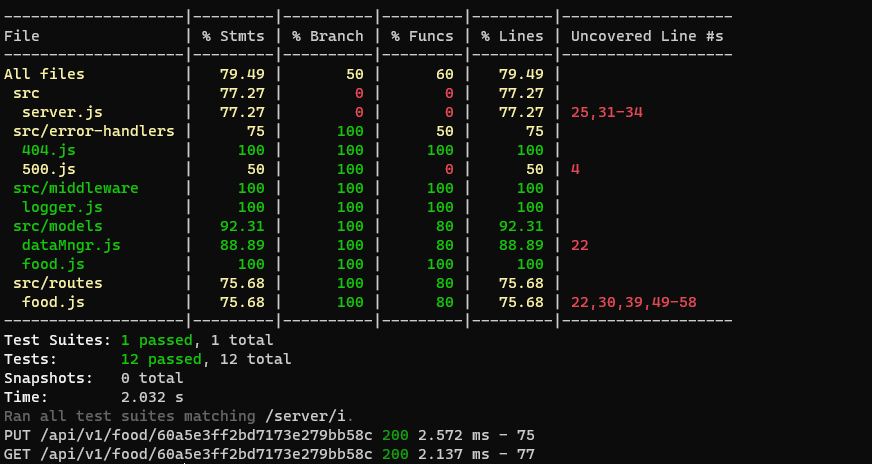 --------------------|---------|----------|---------|---------|-------------------
File                | % Stmts | % Branch | % Funcs | % Lines | Uncovered Line #s
--------------------|---------|----------|---------|---------|-------------------
All files           |   79.49 |       50 |      60 |   79.49 |
 src                |   77.27 |        0 |       0 |   77.27 |
  server.js         |   77.27 |        0 |       0 |   77.27 | 25,31-34
 src/error-handlers |      75 |      100 |      50 |      75 |
  404.js            |     100 |      100 |     100 |     100 |
  500.js            |      50 |      100 |       0 |      50 | 4
 src/middleware     |     100 |      100 |     100 |     100 |
  logger.js         |     100 |      100 |     100 |     100 |
 src/models         |   92.31 |      100 |      80 |   92.31 |
  dataMngr.js       |   88.89 |      100 |      80 |   88.89 | 22
  food.js           |     100 |      100 |     100 |     100 |
 src/routes         |   75.68 |      100 |      80 |   75.68 |
  food.js           |   75.68 |      100 |      80 |   75.68 | 22,30,39,49-58
--------------------|---------|----------|---------|---------|-------------------
Test Suites: 1 passed, 1 total
Tests:       12 passed, 12 total
Snapshots:   0 total
Time:        2.032 s
Ran all test suites matching /server/i.
PUT /api/v1/food/60a5e3ff2bd7173e279bb58c 200 2.572 ms - 75
GET /api/v1/food/60a5e3ff2bd7173e279bb58c 200 2.137 ms - 77